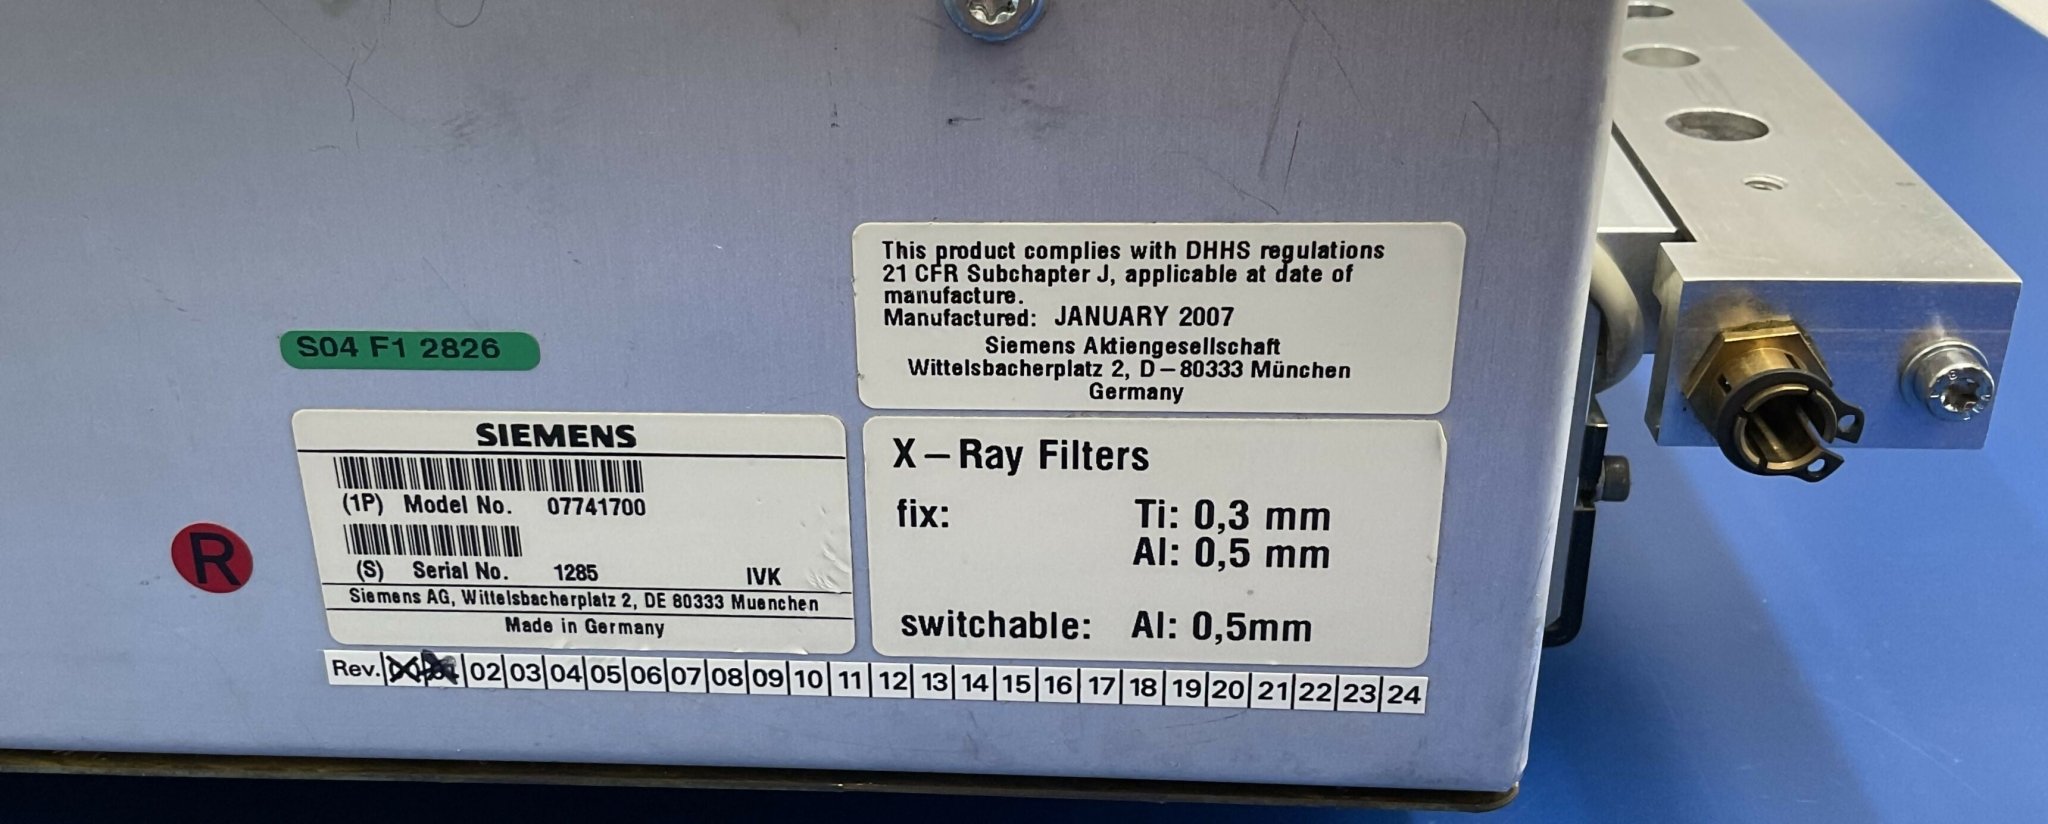 This product complies with DHHS regulations
21 CFR Subchapter J, applicable at date of
manufacture.
Manufactured: JANUARY 2007
Siemens Aktiengesellschaft
Wittelsbacherplatz 2, D–80333 München
Germany
S04 F1 2826
SIEMENS
(1P) Model No. 07741700
(S) Serial No. 1285 IVK
Siemens AG, Wittelsbacherplatz 2, DE 80333 Muenchen
Made in Germany
R
X–Ray Filters
fix: Ti: 0,3 mm
Al: 0,5 mm
switchable: Al: 0,5mm
Rev. 02 03 04 05 06 07 08 09 10 11 12 13 14 15 16 17 18 19 20 21 22 23 24